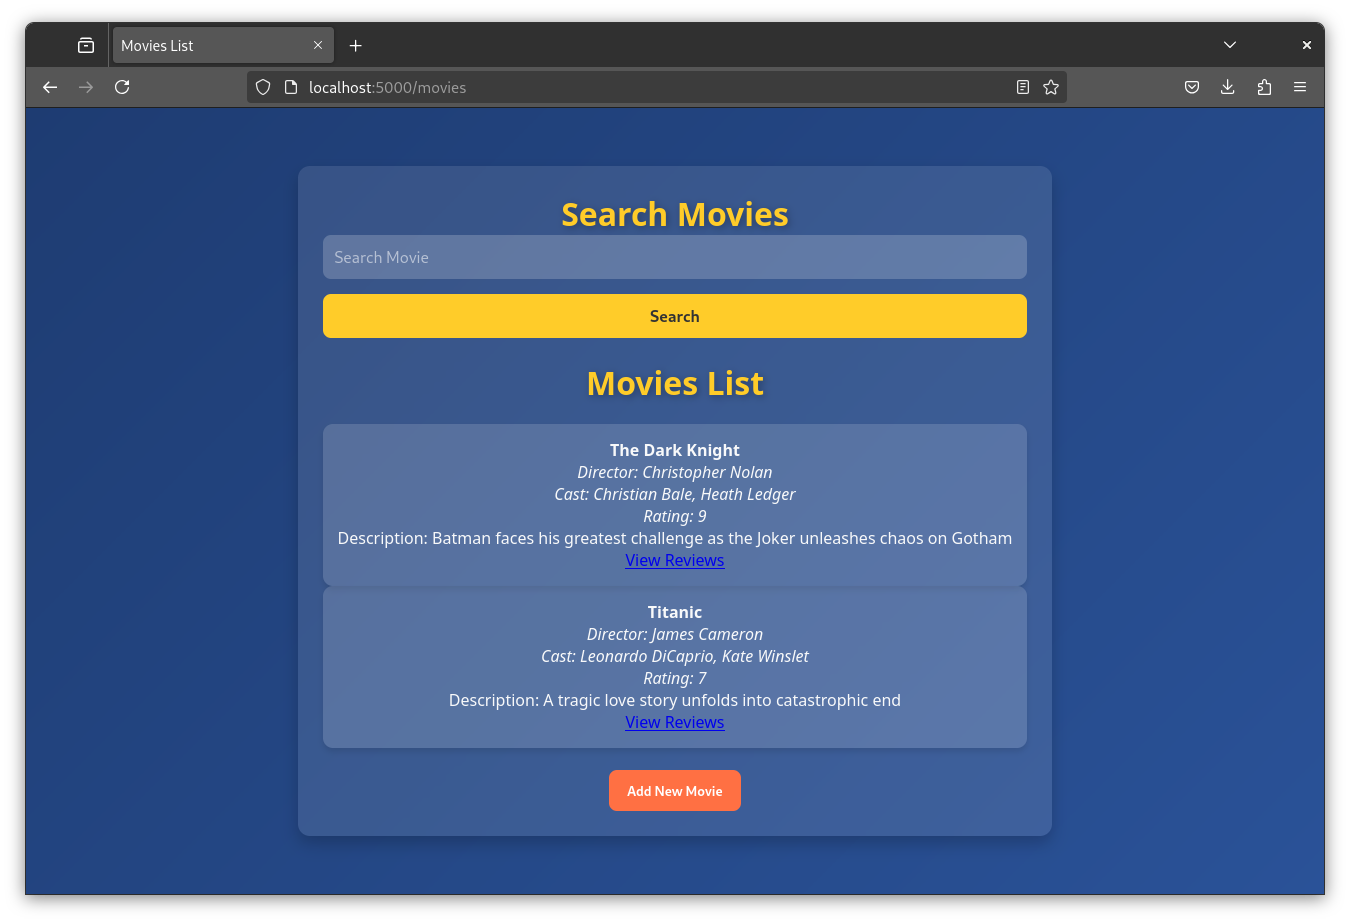 Movies List
localhost:5000/movies
Search Movies
Search Movie
Search
Movies List
The Dark Knight
Director: Christopher Nolan
Cast: Christian Bale, Heath Ledger
Rating: 9
Description: Batman faces his greatest challenge as the Joker unleashes chaos on Gotham
View Reviews
Titanic
Director: James Cameron
Cast: Leonardo DiCaprio, Kate Winslet
Rating: 7
Description: A tragic love story unfolds into catastrophic end
View Reviews
Add New Movie